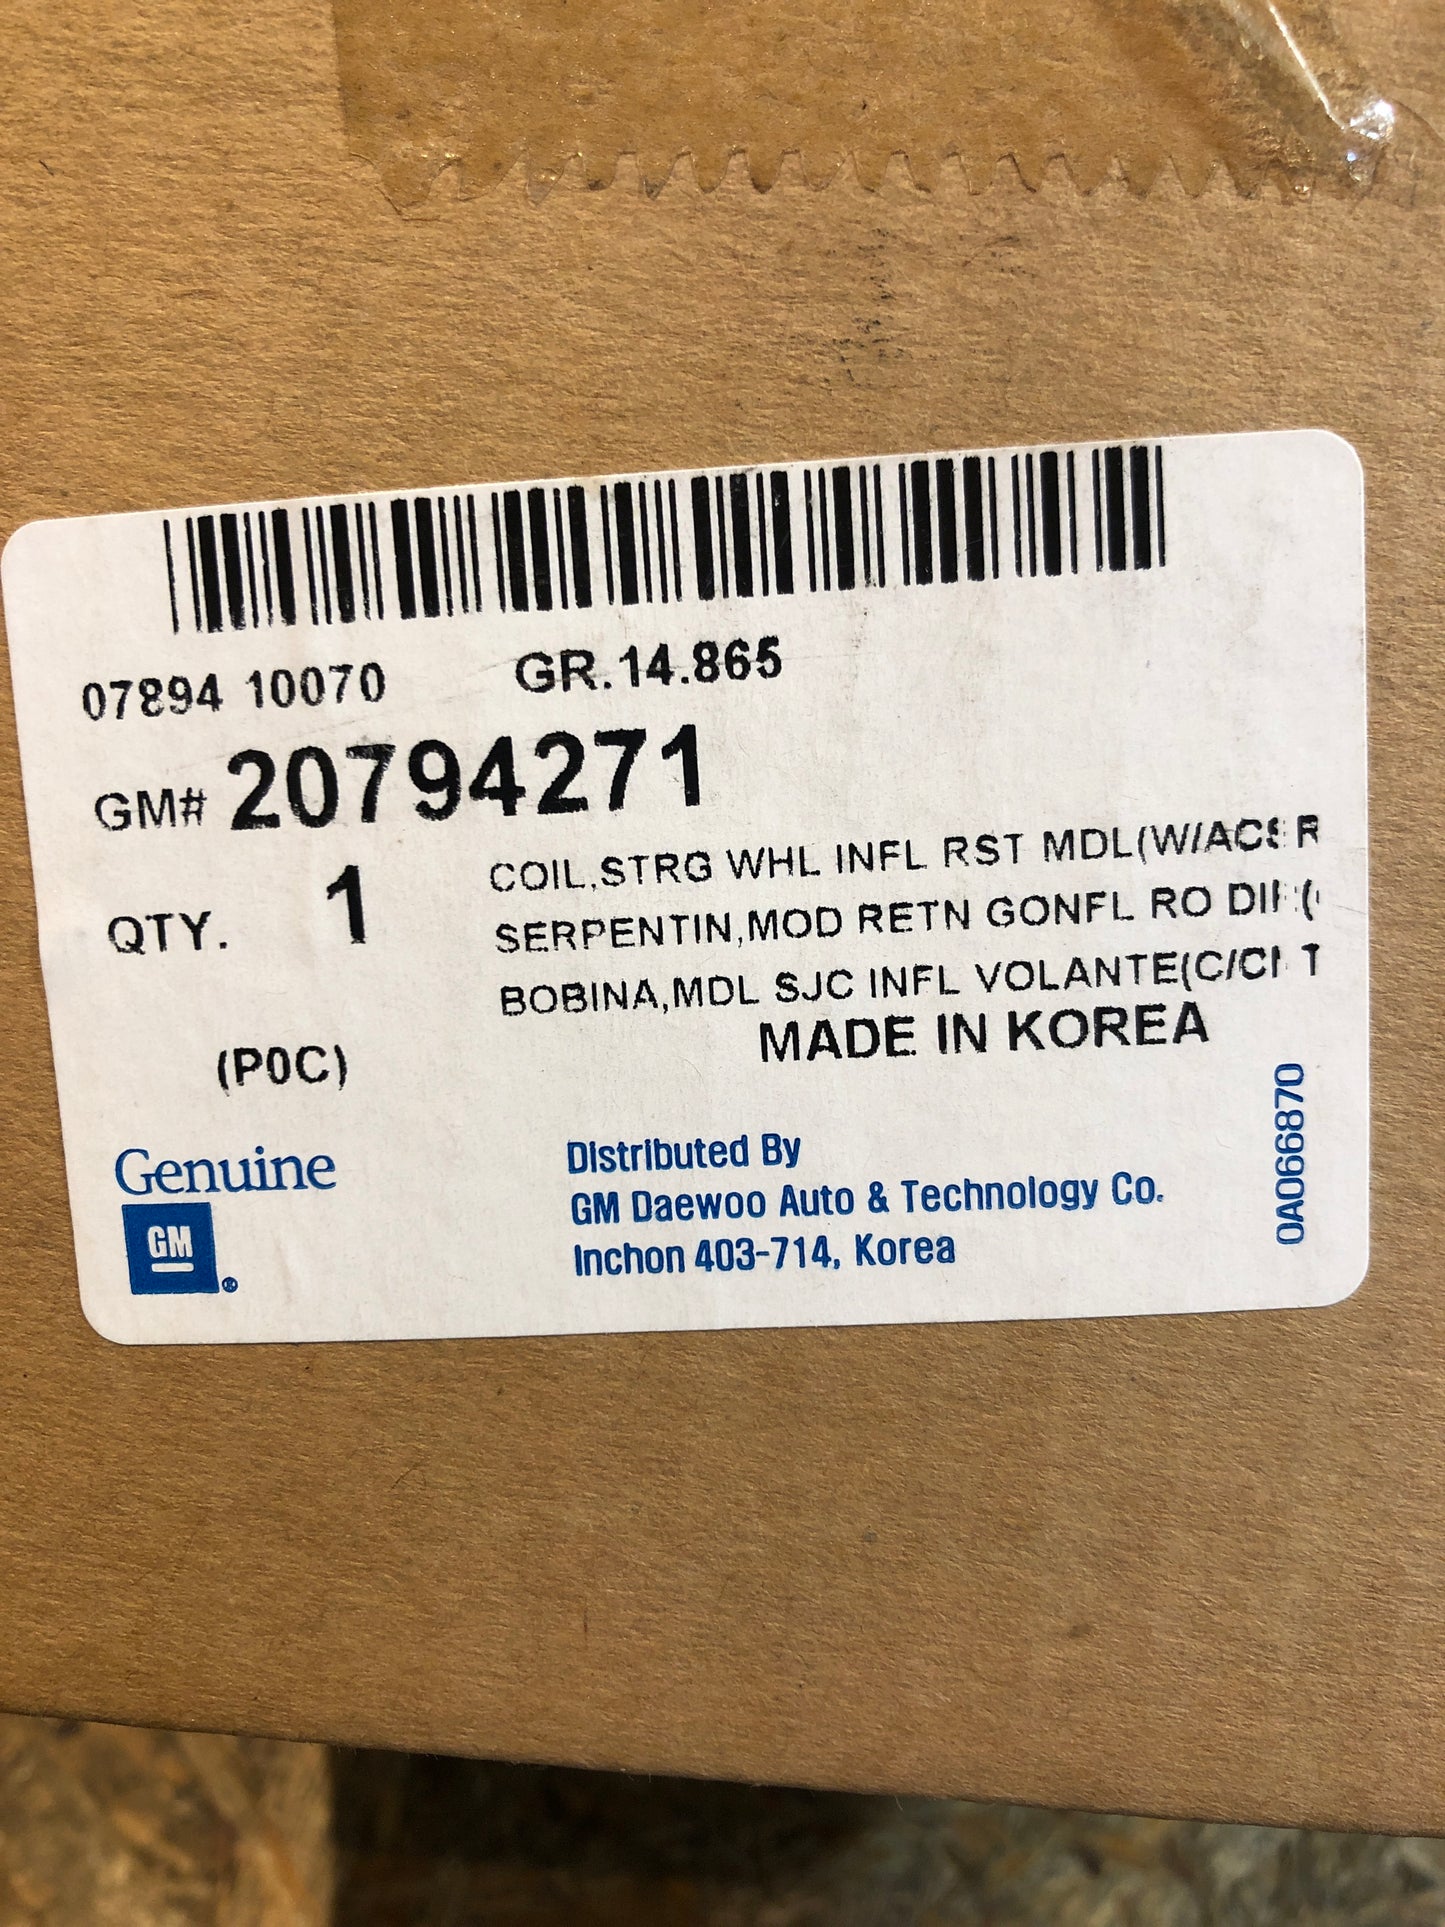 07894 10070 GR.14.865
GM# 20794271
QTY. 1
COIL,STRG WHL INFL RST MDL(W/ACS R
SERPENTIN,MOD RETN GONFL RO DIR(
BOBINA,MDL SJC INFL VOLANTE(C/CN T
MADE IN KOREA
(P0C)
Genuine
GM
®
Distributed By
GM Daewoo Auto & Technology Co.
Inchon 403-714, Korea
0A066870